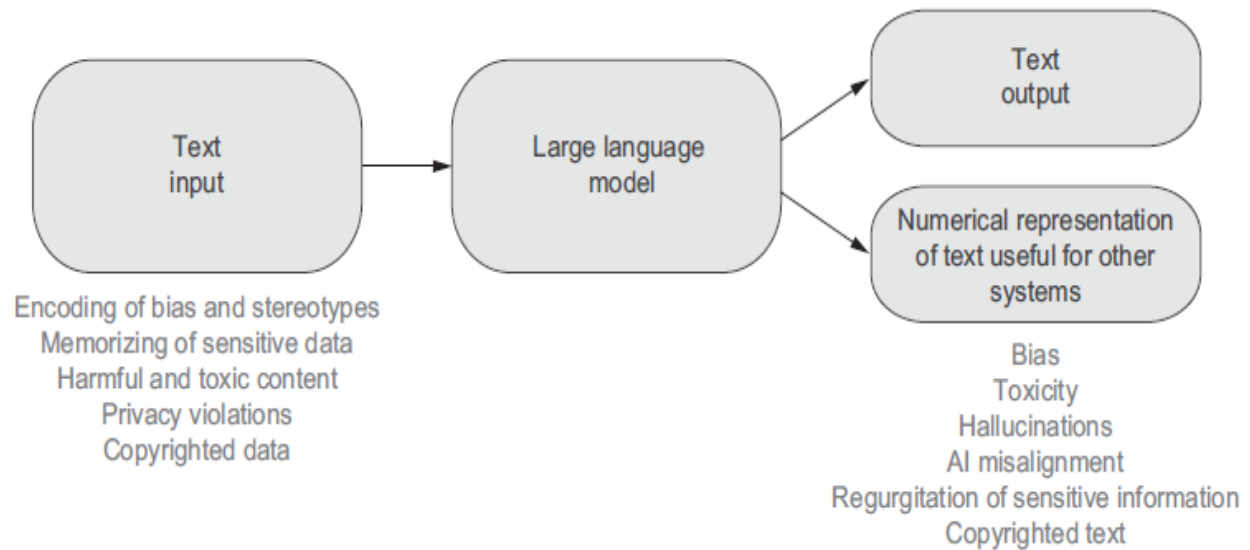 Text
input
Large language
model
Text
output
Numerical representation
of text useful for other
systems
Encoding of bias and stereotypes
Memorizing of sensitive data
Harmful and toxic content
Privacy violations
Copyrighted data
Bias
Toxicity
Hallucinations
AI misalignment
Regurgitation of sensitive information
Copyrighted text